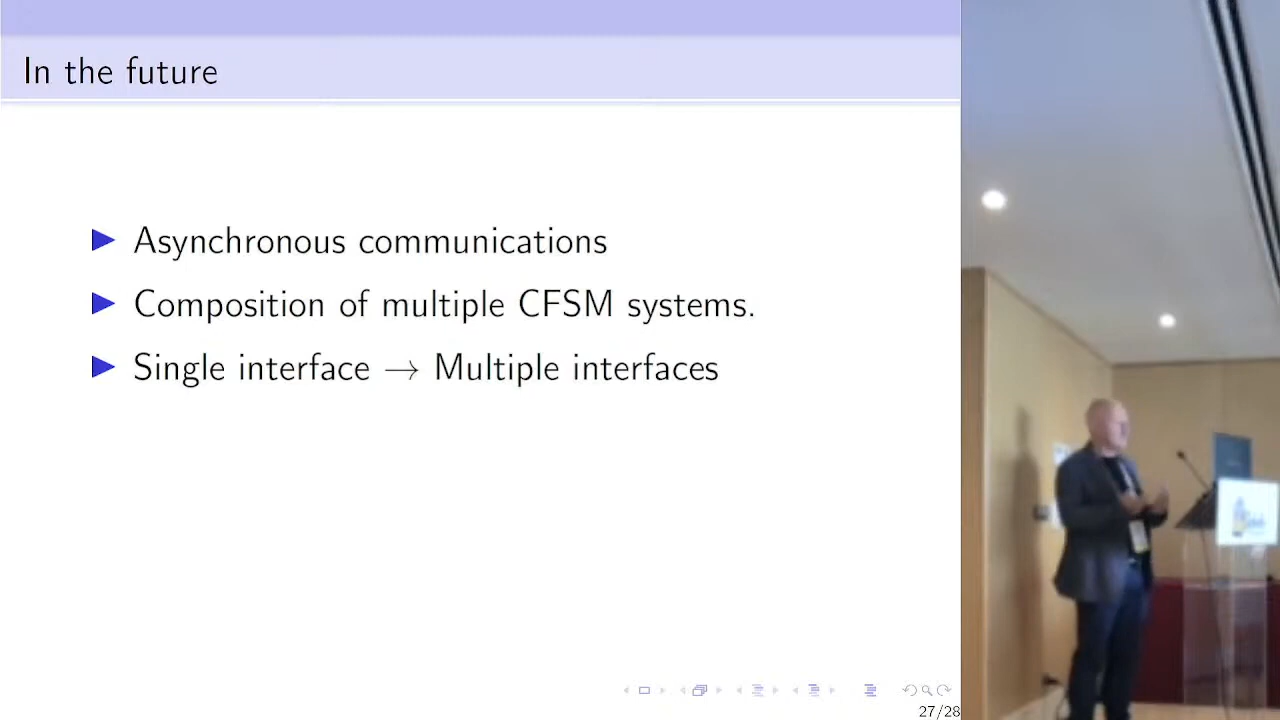 In the future
Asynchronous communications
Composition of multiple CFSM systems.
Single interface → Multiple interfaces
27/28